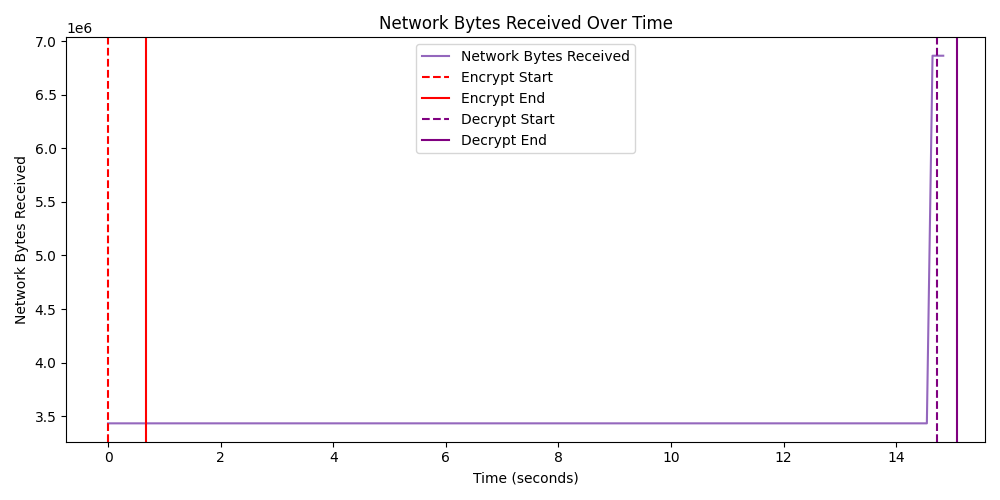 Network Bytes Received Over Time
1e6
7.0
6.5
6.0
5.5
5.0
4.5
4.0
3.5
Network Bytes Received
Network Bytes Received
Encrypt Start
Encrypt End
Decrypt Start
Decrypt End
0 2 4 6 8 10 12 14
Time (seconds)